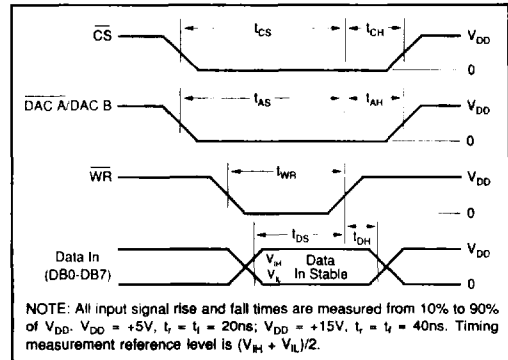 CS tCS tCH VDD
0
DAC A/DAC B tAS tAH VDD
0
WR tWR VDD
0
tDS tDH
Data In (DB0-DB7) VIH VIL Data In Stable VDD
0
NOTE: All input signal rise and fall times are measured from 10% to 90%
of VDD. VDD = +5V, tr = tf = 20ns; VDD = +15V, tr = tf = 40ns. Timing
measurement reference level is (VIH + VIL)/2.